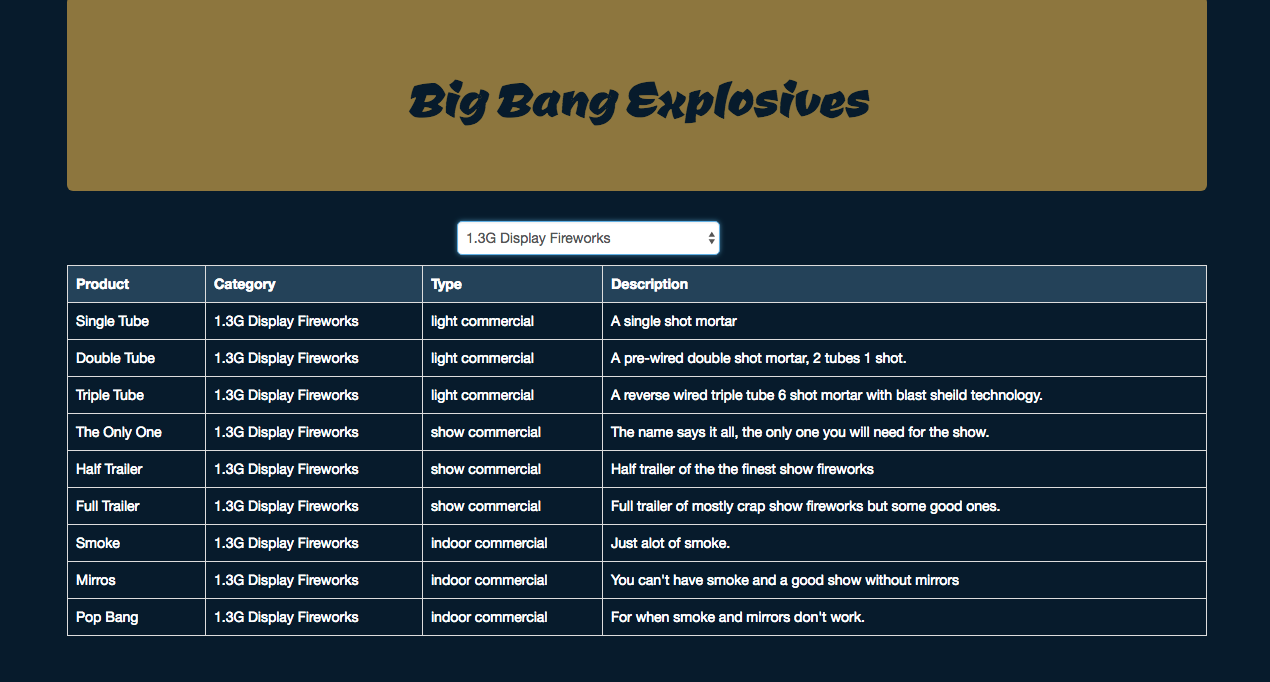 Big Bang Explosives
1.3G Display Fireworks
Product Category Type Description
Single Tube 1.3G Display Fireworks light commercial A single shot mortar
Double Tube 1.3G Display Fireworks light commercial A pre-wired double shot mortar, 2 tubes 1 shot.
Triple Tube 1.3G Display Fireworks light commercial A reverse wired triple tube 6 shot mortar with blast sheild technology.
The Only One 1.3G Display Fireworks show commercial The name says it all, the only one you will need for the show.
Half Trailer 1.3G Display Fireworks show commercial Half trailer of the the finest show fireworks
Full Trailer 1.3G Display Fireworks show commercial Full trailer of mostly crap show fireworks but some good ones.
Smoke 1.3G Display Fireworks indoor commercial Just alot of smoke.
Mirros 1.3G Display Fireworks indoor commercial You can't have smoke and a good show without mirrors
Pop Bang 1.3G Display Fireworks indoor commercial For when smoke and mirrors don't work.